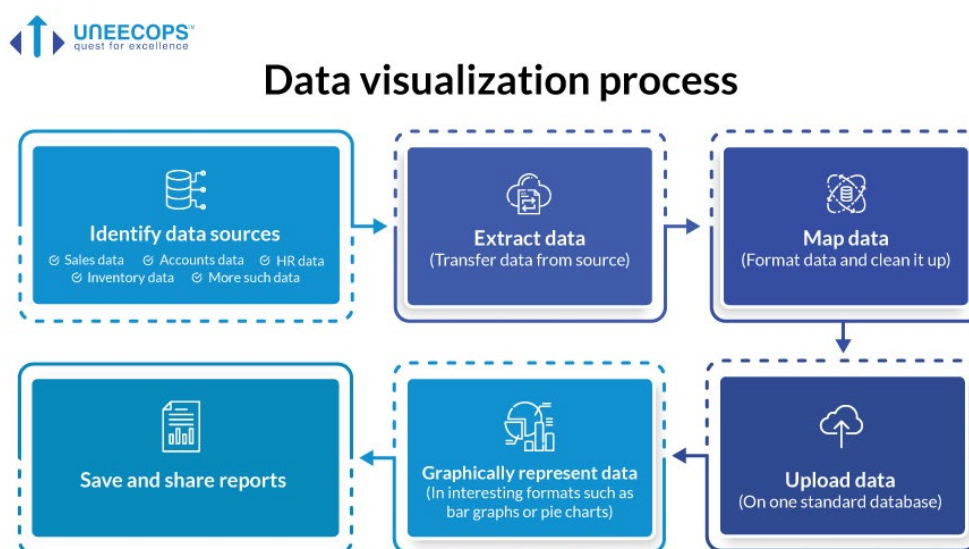 UNEECOPS™
quest for excellence
Data visualization process
Identify data sources
Sales data Accounts data HR data
Inventory data More such data
Extract data
(Transfer data from source)
Map data
(Format data and clean it up)
Save and share reports
Graphically represent data
(In interesting formats such as
bar graphs or pie charts)
Upload data
(On one standard database)